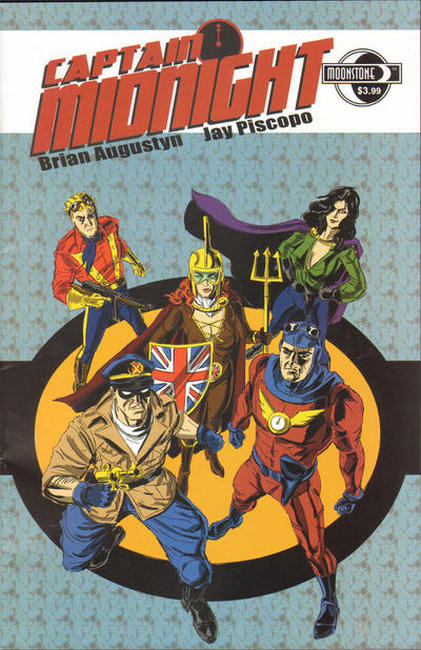 CAPTAIN
MIDNIGHT
Brian Augustyn Jay Piscopo
MOONSTONE
$3.99